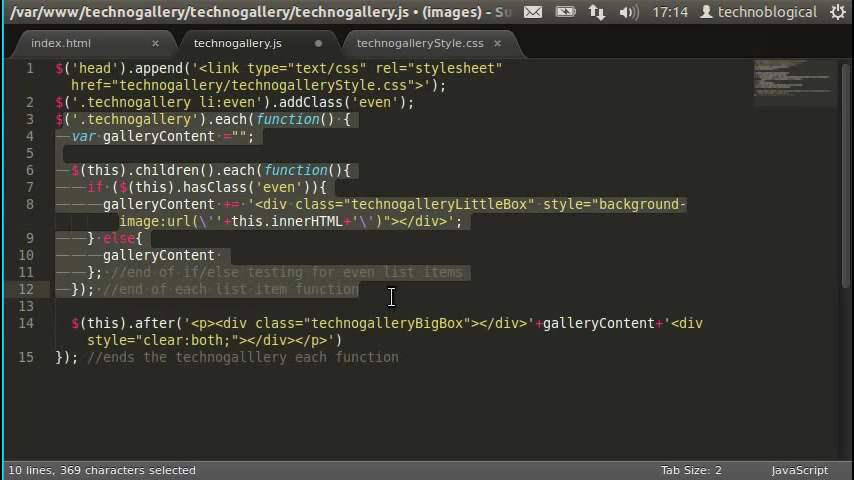 /var/www/technogallery/technogallery/technogallery.js • (images) - Su 17:14 technoblogical
index.html × technogallery.js technogalleryStyle.css ×
1 $('head').append('<link type="text/css" rel="stylesheet"
href="technogallery/technogalleryStyle.css">');
2 $('.technogallery li:even').addClass('even');
3 $('.technogallery').each(function() {
4 var galleryContent ="";
5
6 $(this).children().each(function(){
7 if ($(this).hasClass('even')){
8 galleryContent += '<div class="technogalleryLittleBox" style="background-
image:url(\''+this.innerHTML+'\')"></div>';
9 } else{
10 galleryContent
11 }; //end of if/else testing for even list items
12 }); //end of each list item function
13
14 $(this).after('<p><div class="technogalleryBigBox"></div>'+galleryContent+'<div
style="clear:both;"></div></p>')
15 }); //ends the technogalllery each function
10 lines, 369 characters selected Tab Size: 2 JavaScript